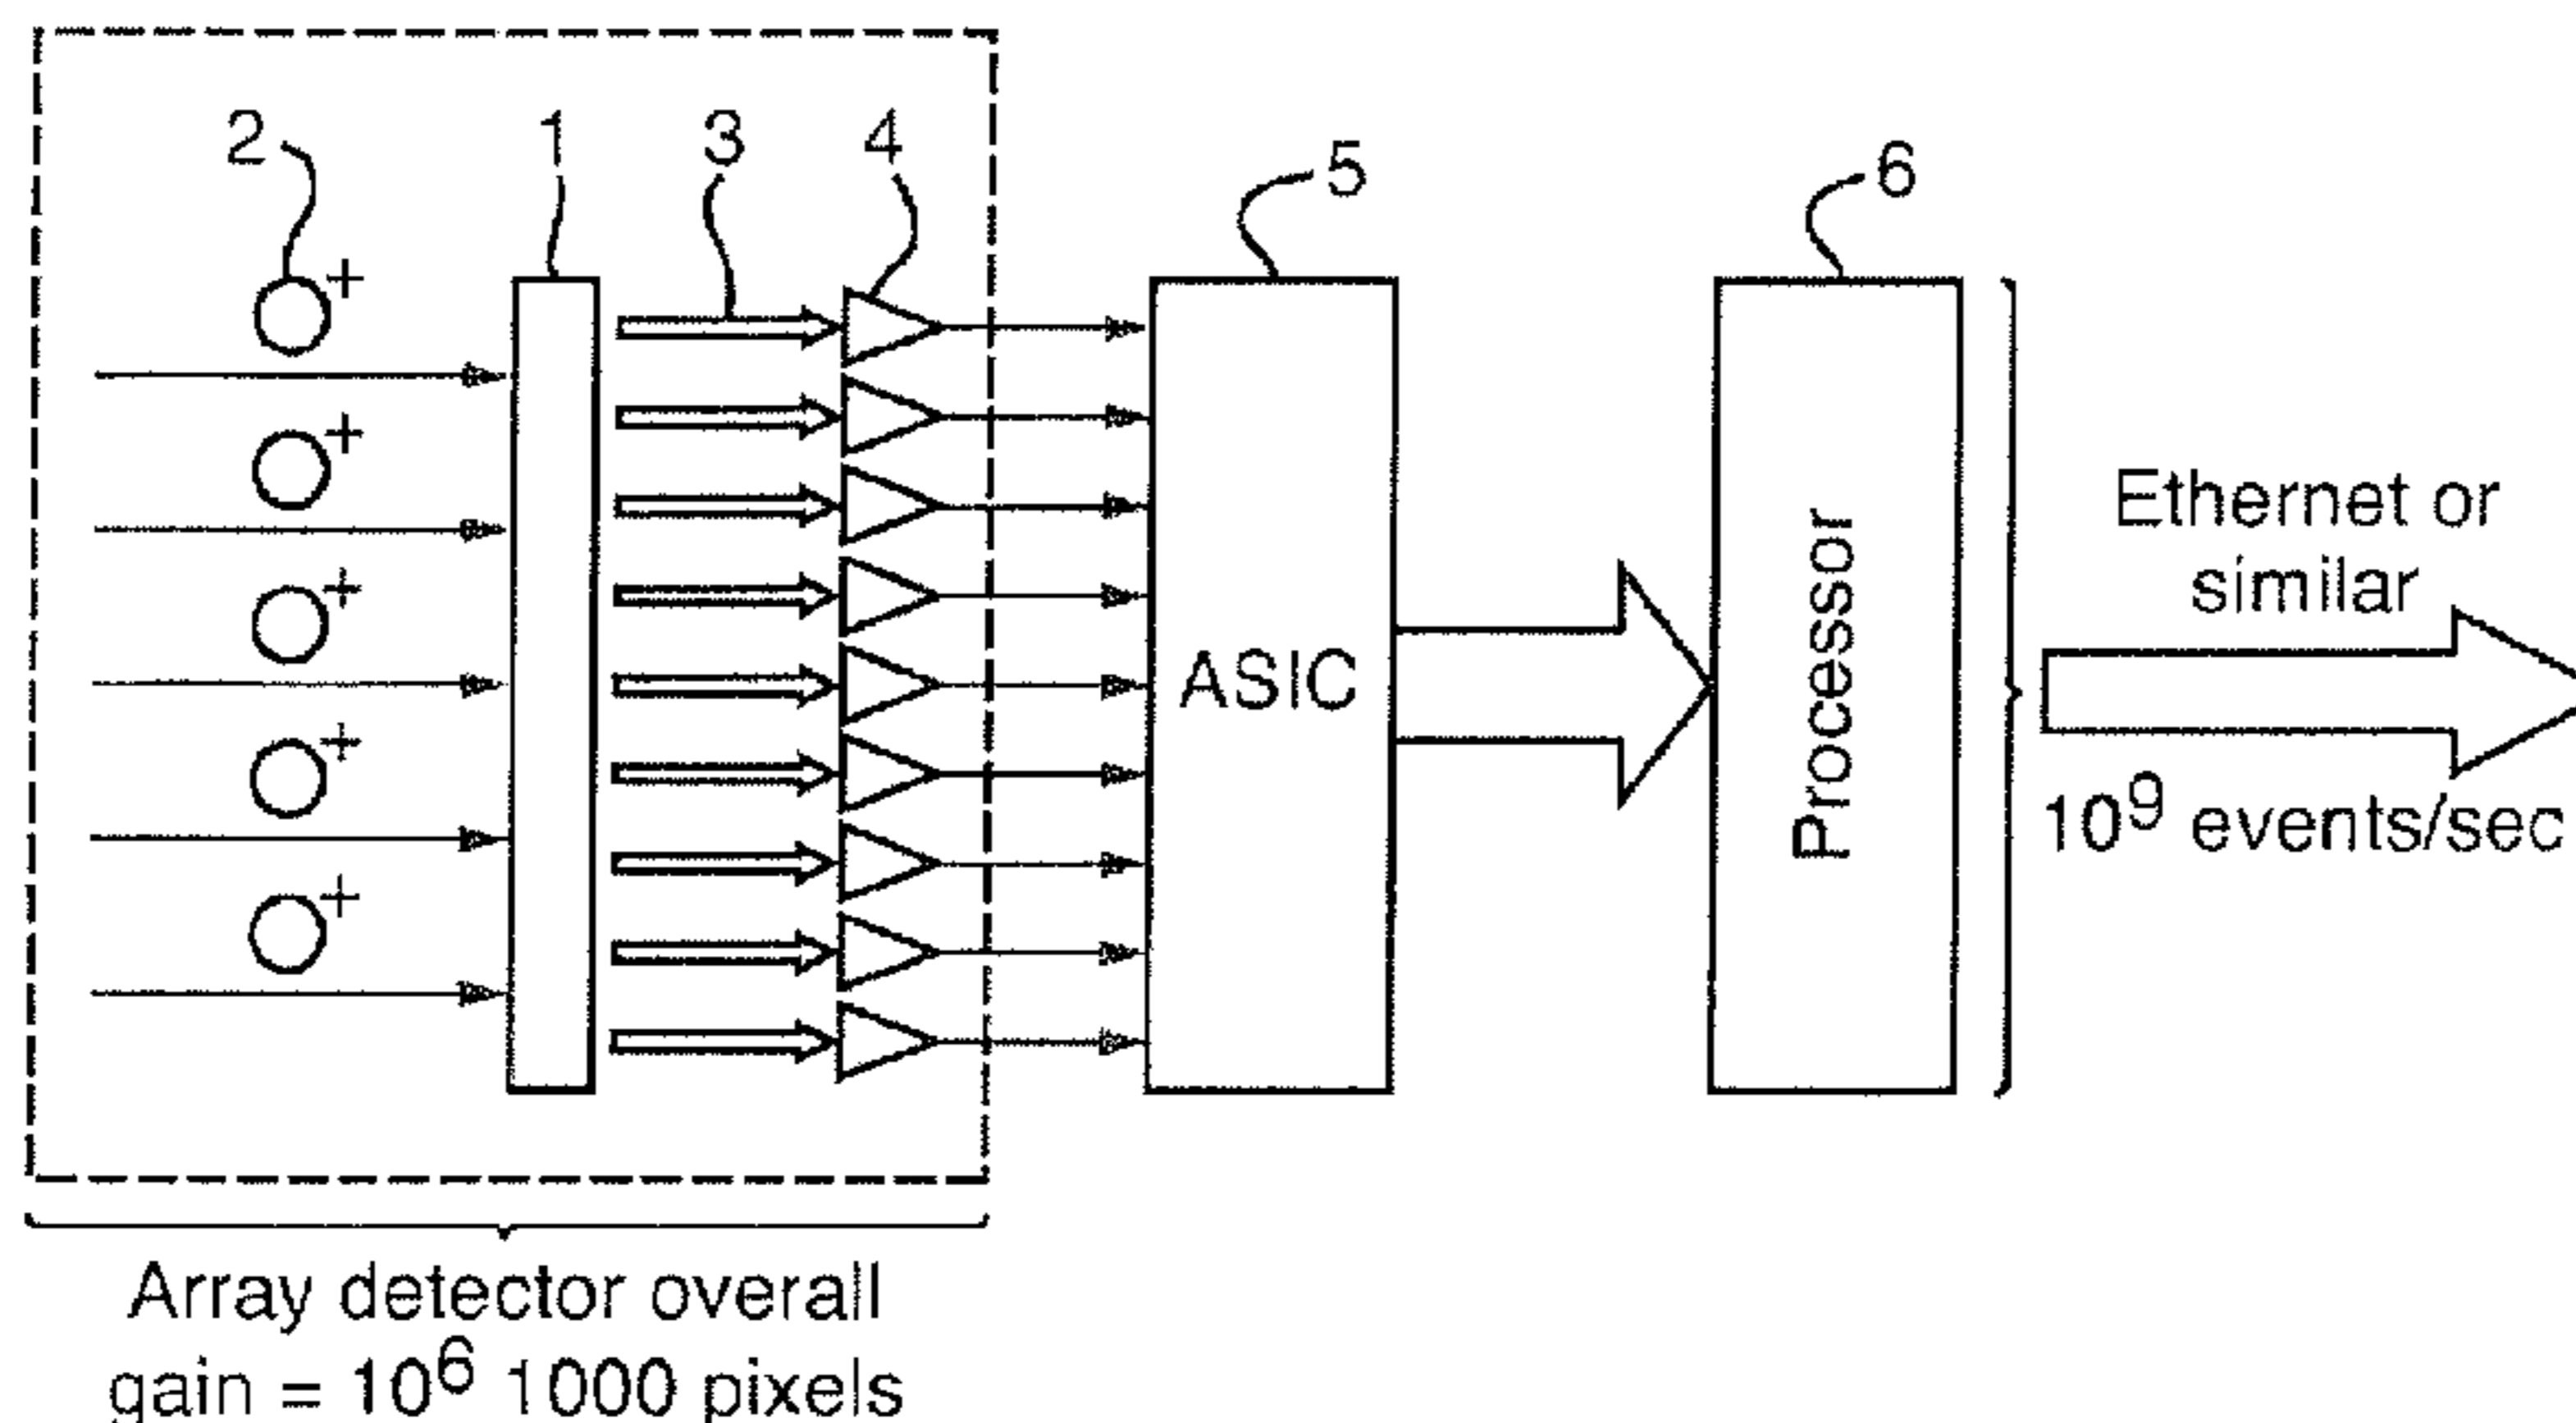 2 1 3 4 5 6
+
+
+
+
+
ASIC
Processor
Ethernet or
similar
10⁹ events/sec
Array detector overall
gain = 10⁶ 1000 pixels